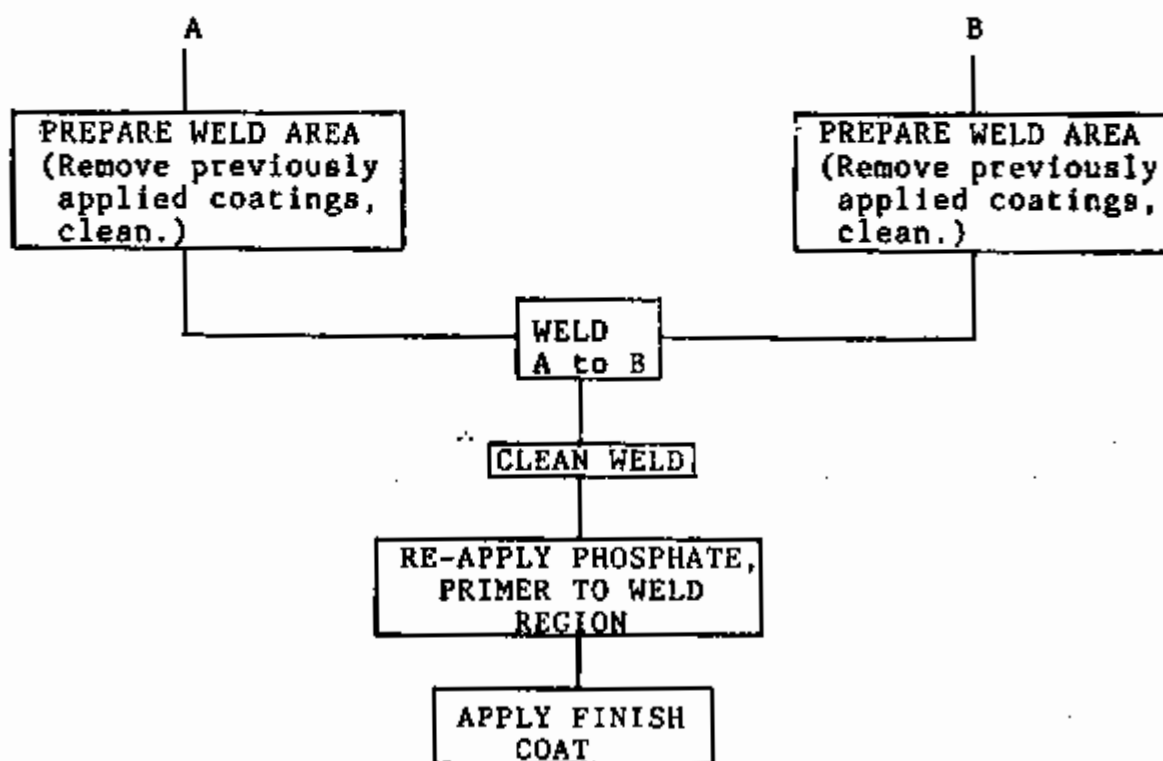 A
B
PREPARE WELD AREA
(Remove previously
applied coatings,
clean.)
PREPARE WELD AREA
(Remove previously
applied coatings,
clean.)
WELD
A to B
CLEAN WELD
RE-APPLY PHOSPHATE,
PRIMER TO WELD
REGION
APPLY FINISH
COAT